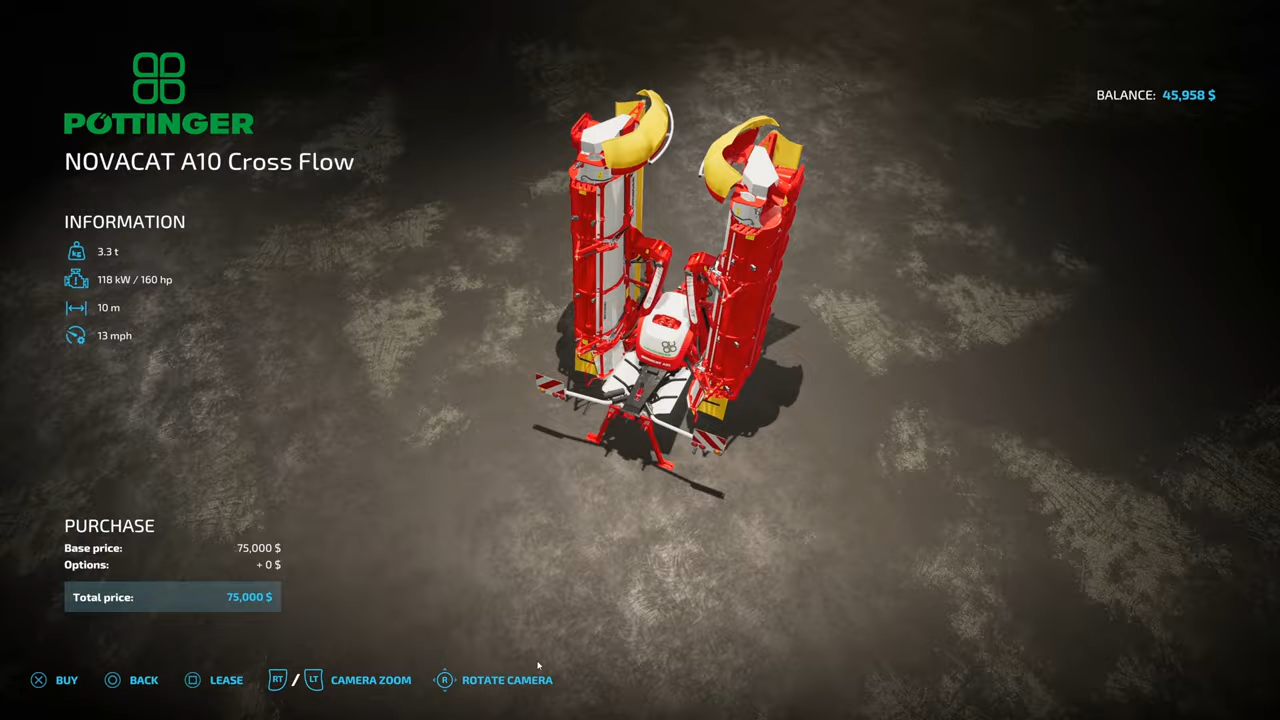 PÖTTINGER
NOVACAT A10 Cross Flow
BALANCE: 45,958 $
INFORMATION
3.3 t
118 kW / 160 hp
10 m
13 mph
PURCHASE
Base price: 75,000 $
Options: + 0 $
Total price: 75,000 $
BUY BACK LEASE RT / LT CAMERA ZOOM R ROTATE CAMERA